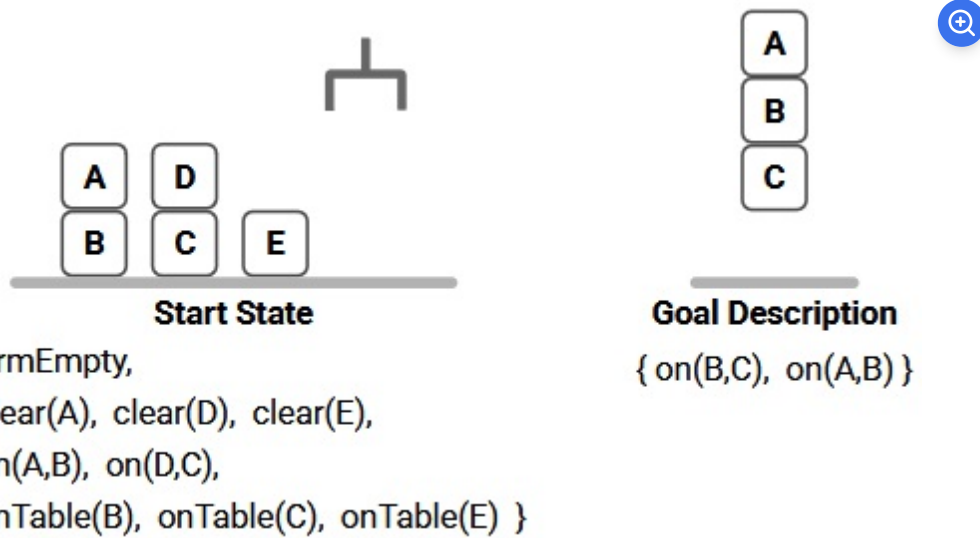 A
B
C
A D
B C E
Start State
Goal Description
rmEmpty,
{ on(B,C), on(A,B) }
ear(A), clear(D), clear(E),
n(A,B), on(D,C),
nTable(B), onTable(C), onTable(E) }